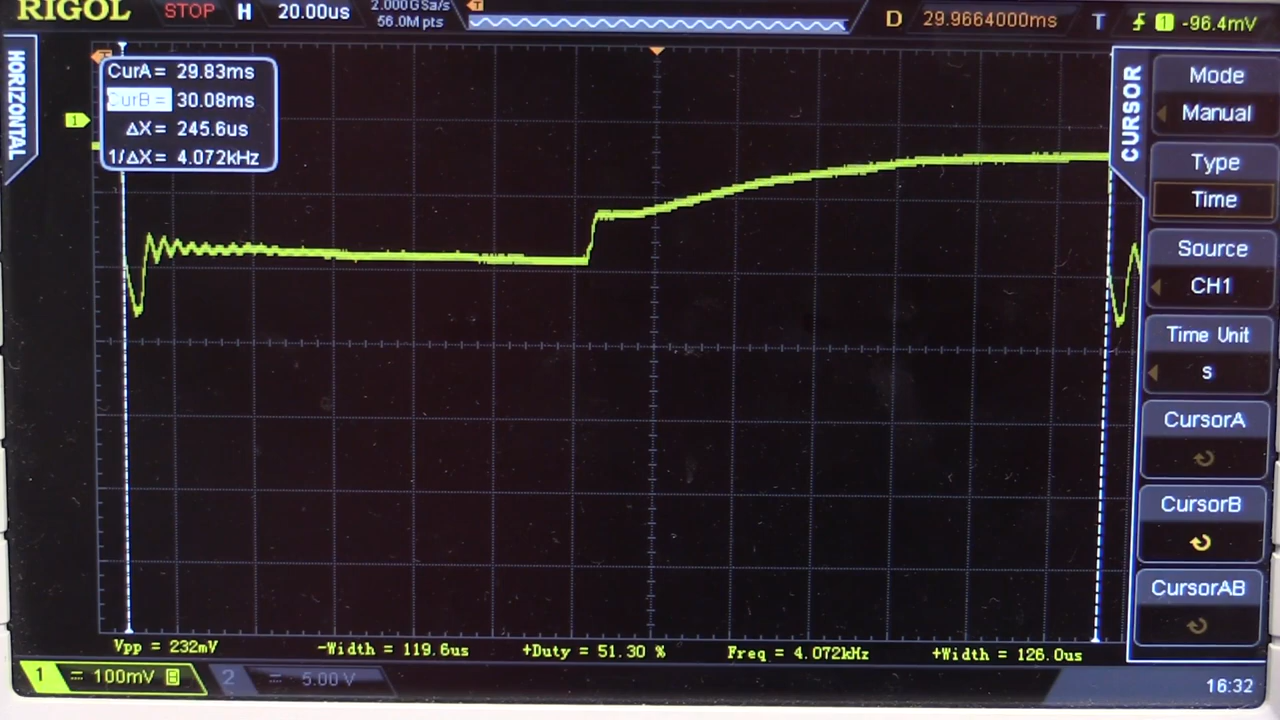 RIGOL STOP H 20.00us 2.000GSa/s 56.0M pts D 29.9664000ms T 1 -96.4mV
HORIZONTAL
CurA = 29.83ms
CurB = 30.08ms
ΔX = 245.6us
1/ΔX = 4.072kHz
1
T
CURSOR
Mode
Manual
Type
Time
Source
CH1
Time Unit
s
CursorA
CursorB
CursorAB
Vpp = 232mV -Width = 119.6us +Duty = 51.30 % Freq = 4.072kHz +Width = 126.0us
1 = 100mV B 2 = 5.00 V
16:32